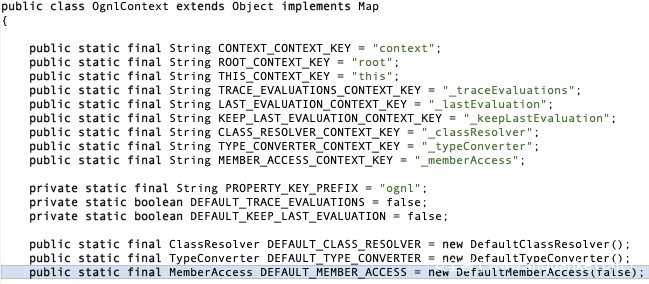 public class OgnlContext extends Object implements Map
{
public static final String CONTEXT_CONTEXT_KEY = "context";
public static final String ROOT_CONTEXT_KEY = "root";
public static final String THIS_CONTEXT_KEY = "this";
public static final String TRACE_EVALUATIONS_CONTEXT_KEY = "_traceEvaluations";
public static final String LAST_EVALUATION_CONTEXT_KEY = "_lastEvaluation";
public static final String KEEP_LAST_EVALUATION_CONTEXT_KEY = "_keepLastEvaluation";
public static final String CLASS_RESOLVER_CONTEXT_KEY = "_classResolver";
public static final String TYPE_CONVERTER_CONTEXT_KEY = "_typeConverter";
public static final String MEMBER_ACCESS_CONTEXT_KEY = "_memberAccess";
private static final String PROPERTY_KEY_PREFIX = "ognl";
private static boolean DEFAULT_TRACE_EVALUATIONS = false;
private static boolean DEFAULT_KEEP_LAST_EVALUATION = false;
public static final ClassResolver DEFAULT_CLASS_RESOLVER = new DefaultClassResolver();
public static final TypeConverter DEFAULT_TYPE_CONVERTER = new DefaultTypeConverter();
public static final MemberAccess DEFAULT_MEMBER_ACCESS = new DefaultMemberAccess(false);